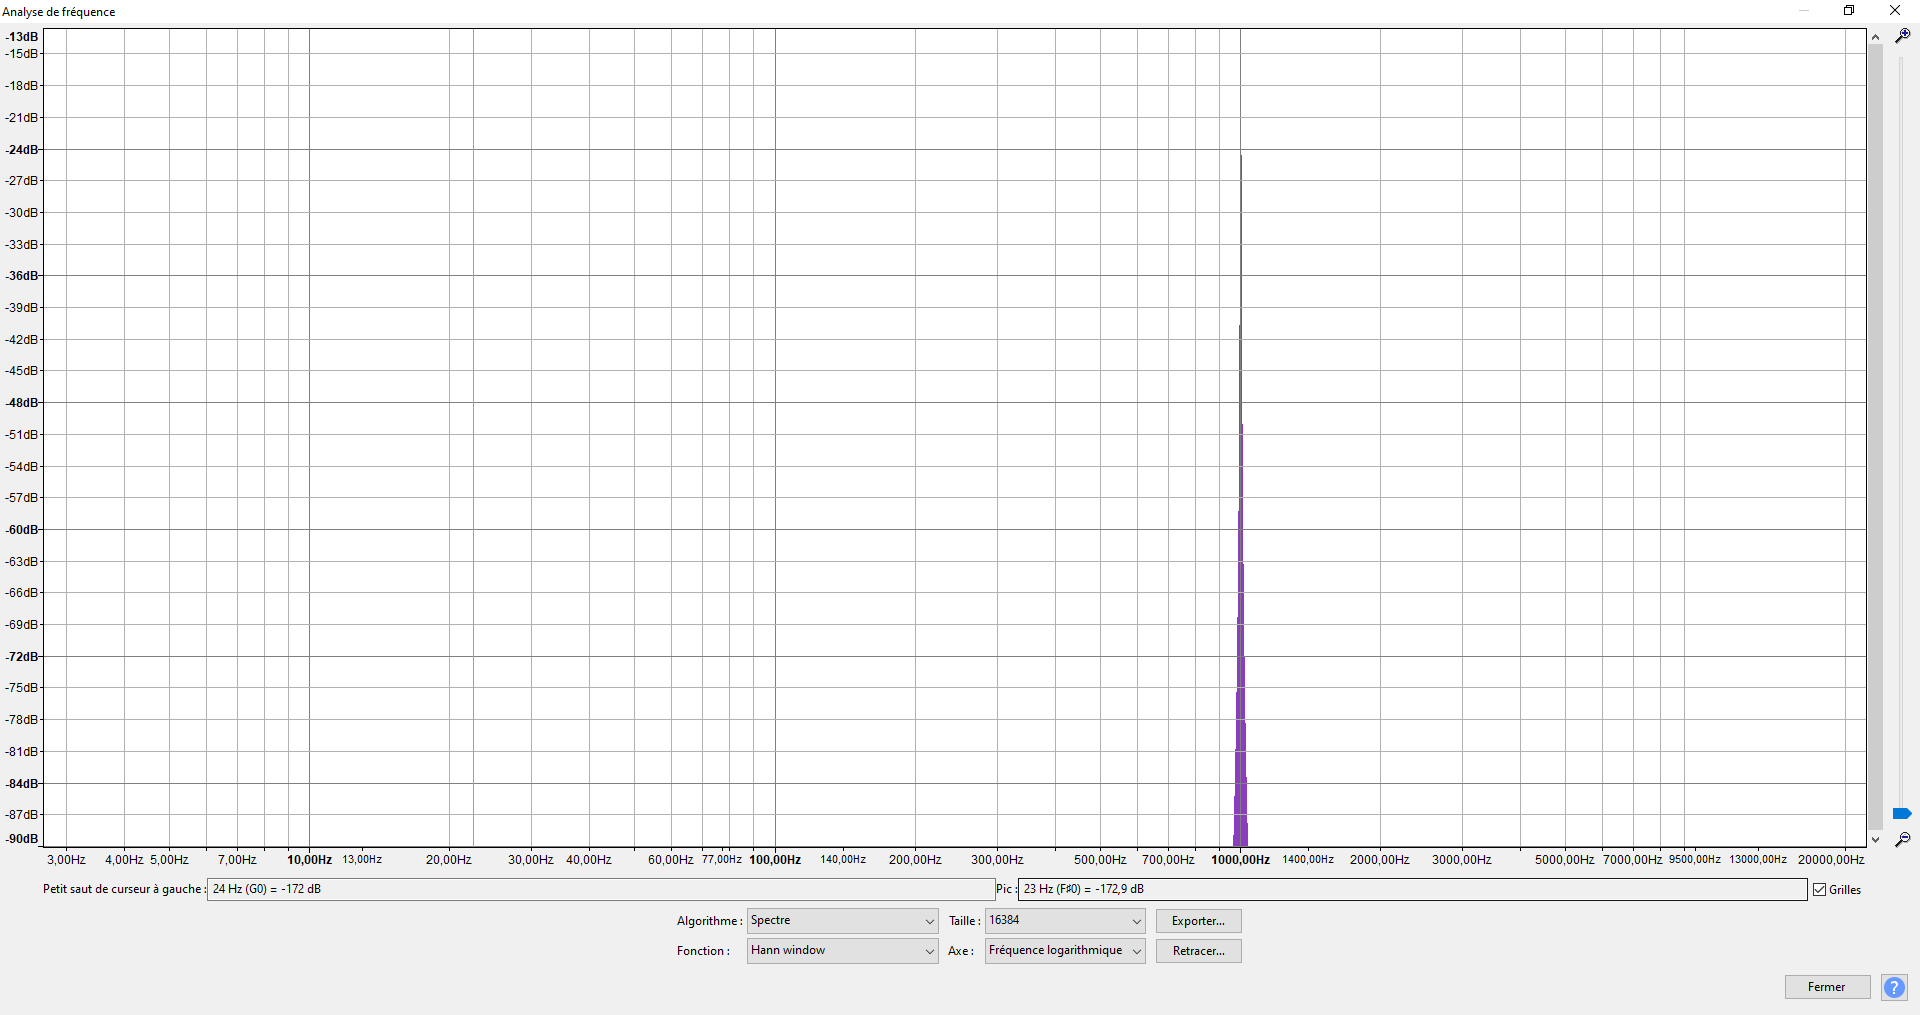 Analyse de fréquence
-13dB
-15dB
-18dB
-21dB
-24dB
-27dB
-30dB
-33dB
-36dB
-39dB
-42dB
-45dB
-48dB
-51dB
-54dB
-57dB
-60dB
-63dB
-66dB
-69dB
-72dB
-75dB
-78dB
-81dB
-84dB
-87dB
-90dB
3,00Hz 4,00Hz 5,00Hz 7,00Hz 10,00Hz 13,00Hz 20,00Hz 30,00Hz 40,00Hz 60,00Hz 77,00Hz 100,00Hz 140,00Hz 200,00Hz 300,00Hz 500,00Hz 700,00Hz 1000,00Hz 1400,00Hz 2000,00Hz 3000,00Hz 5000,00Hz 7000,00Hz 9500,00Hz 13000,00Hz 20000,00Hz
Petit saut de curseur à gauche : 24 Hz (G0) = -172 dB Pic : 23 Hz (F♯0) = -172,9 dB Grilles
Algorithme : Spectre Taille : 16384 Exporter...
Fonction : Hann window Axe : Fréquence logarithmique Retracer...
Fermer ?